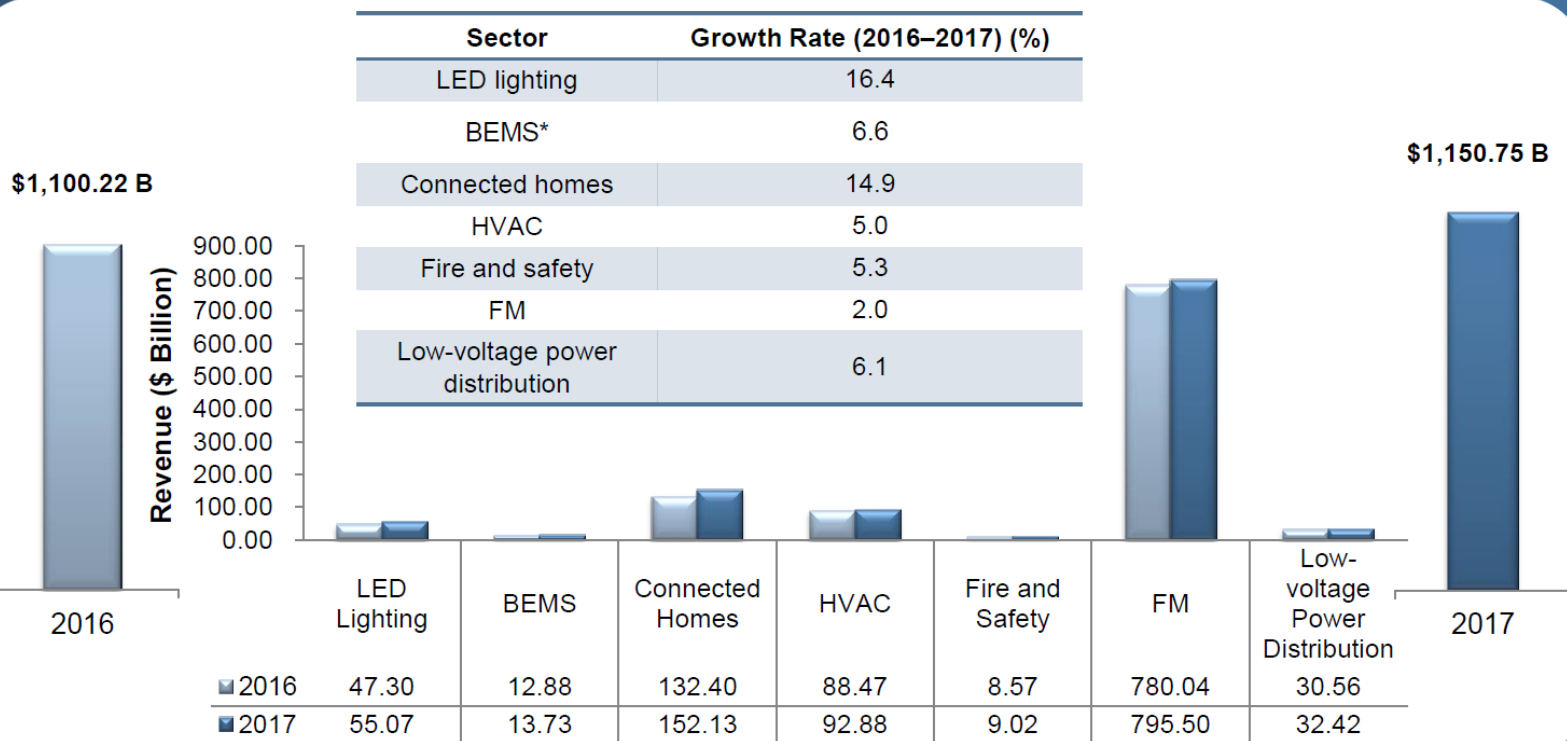 Sector Growth Rate (2016–2017) (%)
LED lighting 16.4
BEMS* 6.6
Connected homes 14.9
HVAC 5.0
Fire and safety 5.3
FM 2.0
Low-voltage power
distribution
6.1
$1,100.22 B
2016
$1,150.75 B
2017
Revenue ($ Billion)
900.00
800.00
700.00
600.00
500.00
400.00
300.00
200.00
100.00
0.00
LED
Lighting
BEMS
Connected
Homes
HVAC
Fire and
Safety
FM
Low-
voltage
Power
Distribution
2016 47.30 12.88 132.40 88.47 8.57 780.04 30.56
2017 55.07 13.73 152.13 92.88 9.02 795.50 32.42